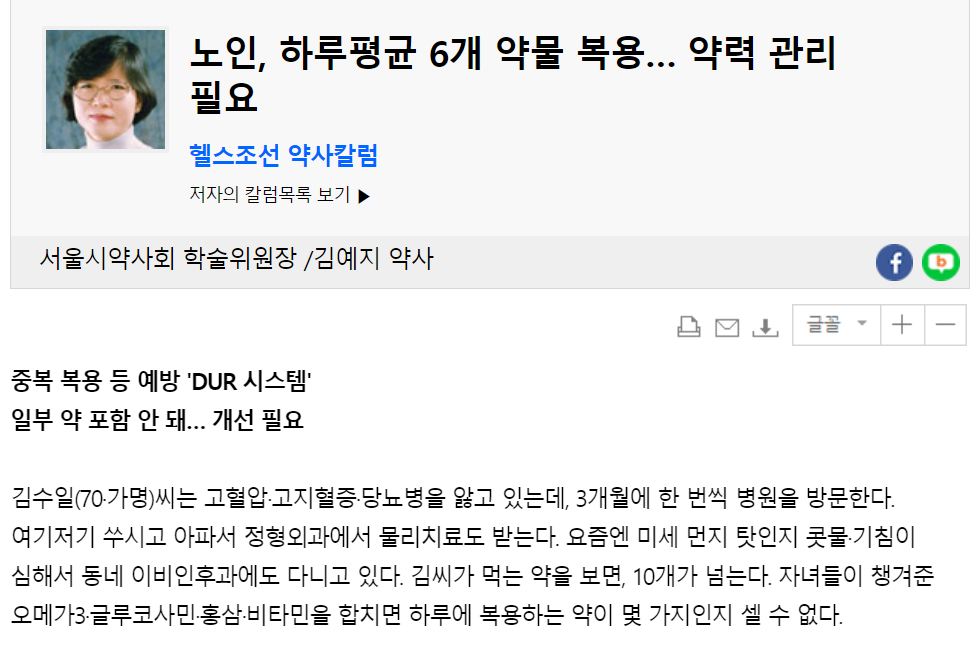 노인, 하루평균 6개 약물 복용... 약력 관리
필요
헬스조선 약사칼럼
저자의 칼럼목록 보기 ▶
서울시약사회 학술위원장 /김예지 약사
f
b
글꼴
중복 복용 등 예방 'DUR 시스템'
일부 약 포함 안 돼... 개선 필요
김수일(70·가명)씨는 고혈압·고지혈증·당뇨병을 앓고 있는데, 3개월에 한 번씩 병원을 방문한다.
여기저기 쑤시고 아파서 정형외과에서 물리치료도 받는다. 요즘엔 미세 먼지 탓인지 콧물·기침이
심해서 동네 이비인후과에도 다니고 있다. 김씨가 먹는 약을 보면, 10개가 넘는다. 자녀들이 챙겨준
오메가3·글루코사민·홍삼·비타민을 합치면 하루에 복용하는 약이 몇 가지인지 셀 수 없다.